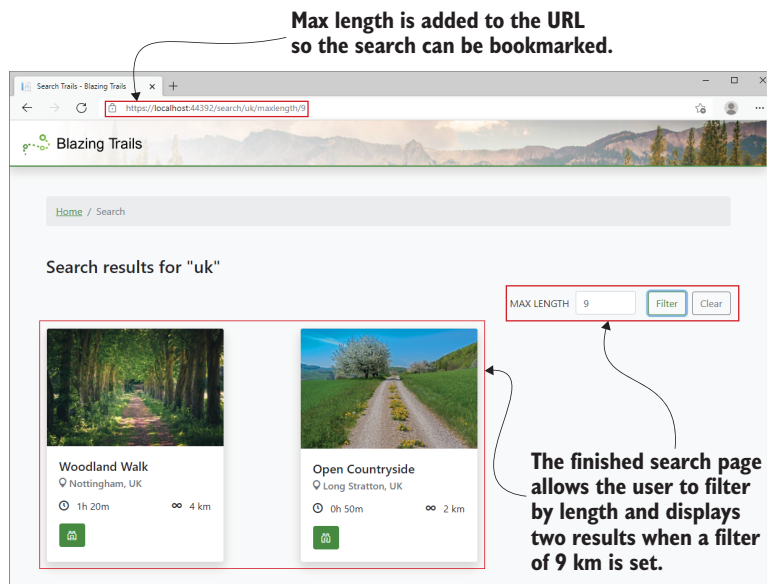 Max length is added to the URL
so the search can be bookmarked.
Search Trails - Blazing Trails
https://localhost:44392/search/uk/maxlength/9
Blazing Trails
Home / Search
Search results for "uk"
MAX LENGTH 9 Filter Clear
Woodland Walk
Nottingham, UK
1h 20m 4 km
Open Countryside
Long Stratton, UK
0h 50m 2 km
The finished search page
allows the user to filter
by length and displays
two results when a filter
of 9 km is set.